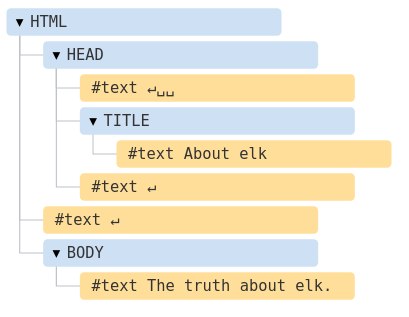 ▼ HTML
▼ HEAD
#text ↵␣␣
▼ TITLE
#text About elk
#text ↵
#text ↵
▼ BODY
#text The truth about elk.